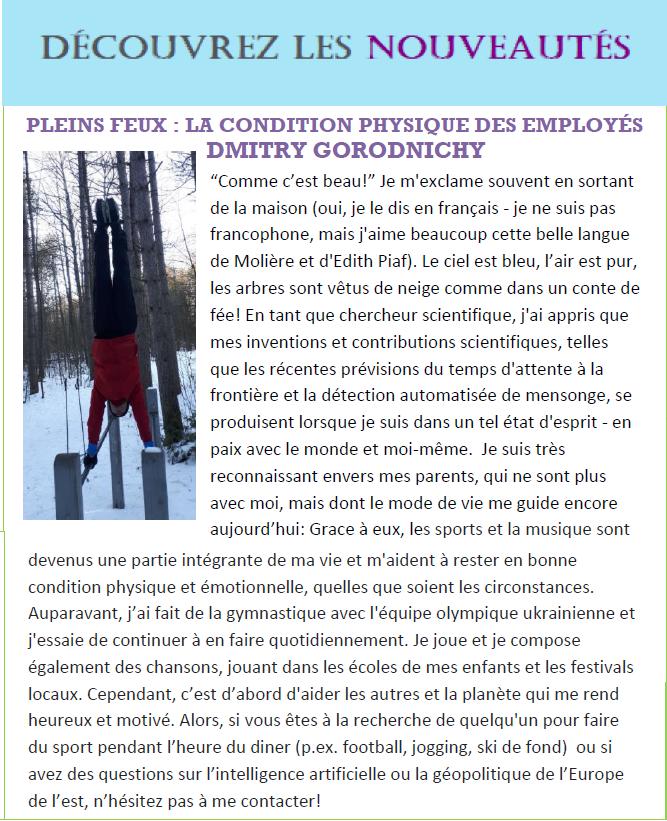 DÉCOUVREZ LES NOUVEAUTÉS
PLEINS FEUX : LA CONDITION PHYSIQUE DES EMPLOYÉS
DMITRY GORODNICHY
“Comme c’est beau!” Je m'exclame souvent en sortant
de la maison (oui, je le dis en français - je ne suis pas
francophone, mais j'aime beaucoup cette belle langue
de Molière et d'Edith Piaf). Le ciel est bleu, l’air est pur,
les arbres sont vêtus de neige comme dans un conte de
fée! En tant que chercheur scientifique, j'ai appris que
mes inventions et contributions scientifiques, telles
que les récentes prévisions du temps d'attente à la
frontière et la détection automatisée de mensonge, se
produisent lorsque je suis dans un tel état d'esprit - en
paix avec le monde et moi-même.  Je suis très
reconnaissant envers mes parents, qui ne sont plus
avec moi, mais dont le mode de vie me guide encore
aujourd’hui: Grace à eux, les sports et la musique sont
devenus une partie intégrante de ma vie et m'aident à rester en bonne
condition physique et émotionnelle, quelles que soient les circonstances.
Auparavant, j’ai fait de la gymnastique avec l'équipe olympique ukrainienne et
j'essaie de continuer à en faire quotidiennement. Je joue et je compose
également des chansons, jouant dans les écoles de mes enfants et les festivals
locaux. Cependant, c’est d’abord d'aider les autres et la planète qui me rend
heureux et motivé. Alors, si vous êtes à la recherche de quelqu'un pour faire
du sport pendant l’heure du diner (p.ex. football, jogging, ski de fond)  ou si
avez des questions sur l’intelligence artificielle ou la géopolitique de l’Europe
de l’est, n’hésitez pas à me contacter!